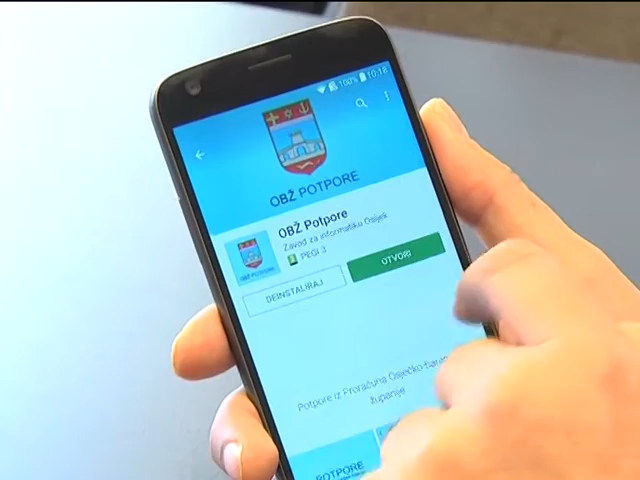 100% 10:18
OBŽ POTPORE
OBŽ Potpore
Zavod za informatiku Osijek
PEGI 3
DEINSTALIRAJ
OTVORI
Potpore iz Proračuna Osječko-baranj
županije
POTPORE